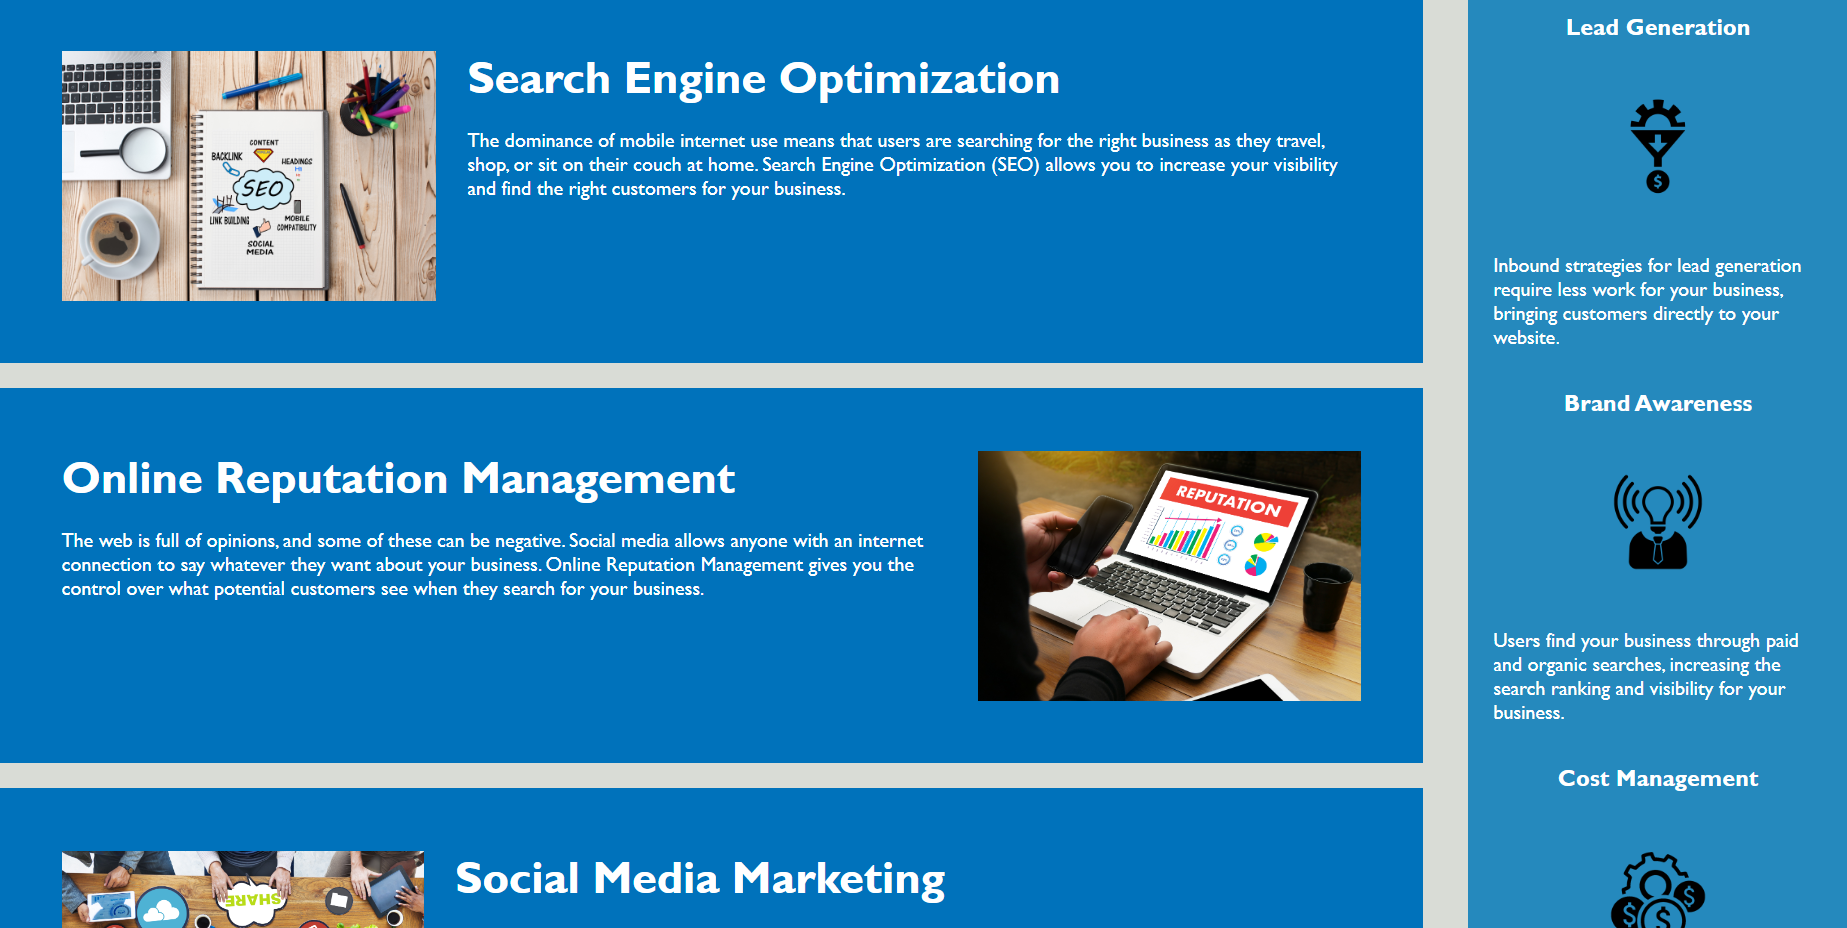 Search Engine Optimization
The dominance of mobile internet use means that users are searching for the right business as they travel,
shop, or sit on their couch at home. Search Engine Optimization (SEO) allows you to increase your visibility
and find the right customers for your business.
CONTENT
BACKLINK
HEADINGS
SEO
LINK BUILDING
MOBILE
COMPATIBILITY
SOCIAL
MEDIA
Online Reputation Management
The web is full of opinions, and some of these can be negative. Social media allows anyone with an internet
connection to say whatever they want about your business. Online Reputation Management gives you the
control over what potential customers see when they search for your business.
REPUTATION
Social Media Marketing
SHARE
Lead Generation
$
Inbound strategies for lead generation
require less work for your business,
bringing customers directly to your
website.
Brand Awareness
Users find your business through paid
and organic searches, increasing the
search ranking and visibility for your
business.
Cost Management
$
$
$